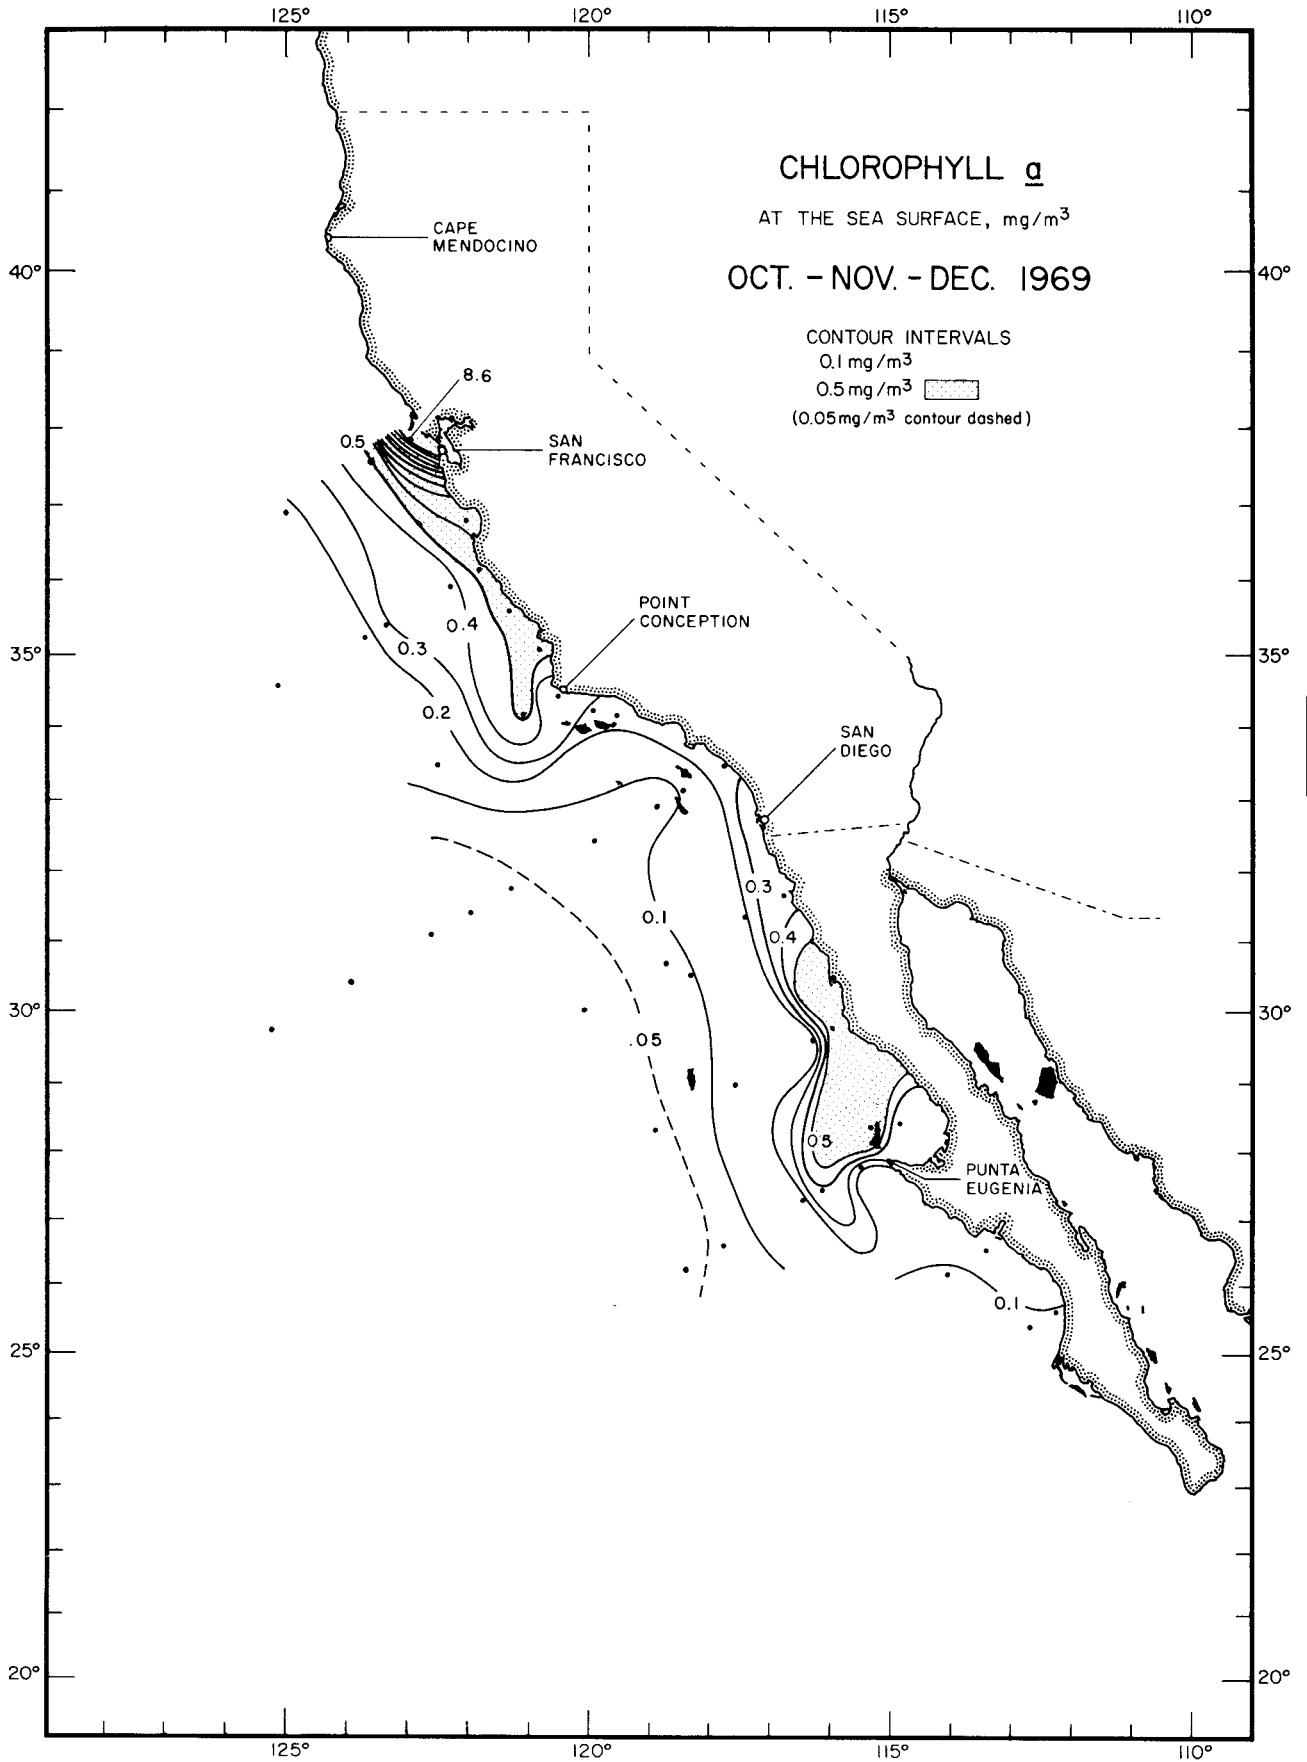 125° 120° 115° 110°
CHLOROPHYLL a
AT THE SEA SURFACE, mg/m³
OCT. – NOV. – DEC. 1969
CONTOUR INTERVALS
0.1 mg/m³
0.5 mg/m³
(0.05 mg/m³ contour dashed)
CAPE
MENDOCINO
40° 40°
8.6
0.5
SAN
FRANCISCO
POINT
CONCEPTION
0.4
0.3
35° 35°
0.2
SAN
DIEGO
0.3
0.1
0.4
30° 30°
.05
0.5
PUNTA
EUGENIA
0.1
25° 25°
20° 20°
125° 120° 115° 110°